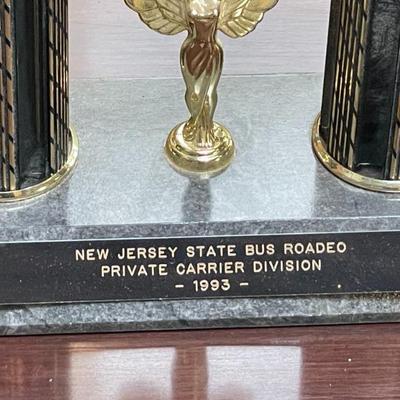 NEW JERSEY STATE BUS ROADEO
PRIVATE CARRIER DIVISION
- 1993 -